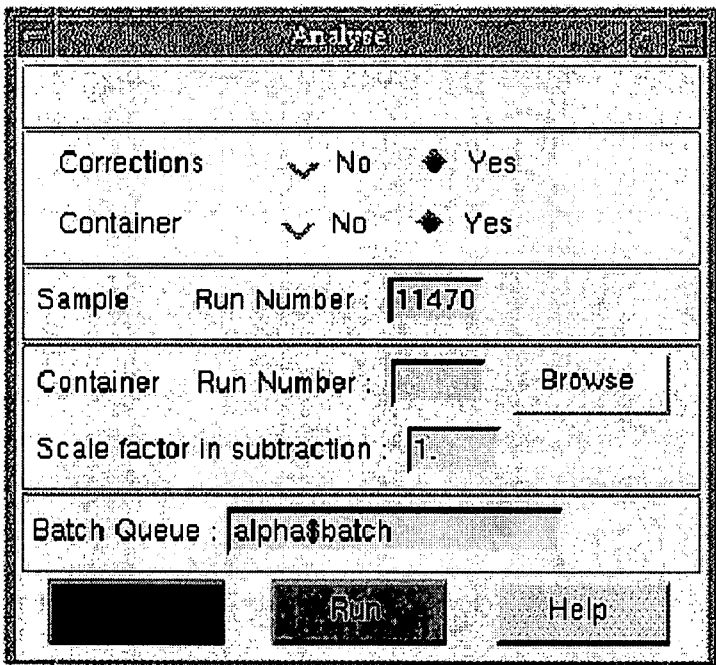 Analyse
Corrections No Yes
Container No Yes
Sample Run Number : 11470
Container Run Number : Browse
Scale factor in subtraction : 1.
Batch Queue : alpha$batch
Run Help